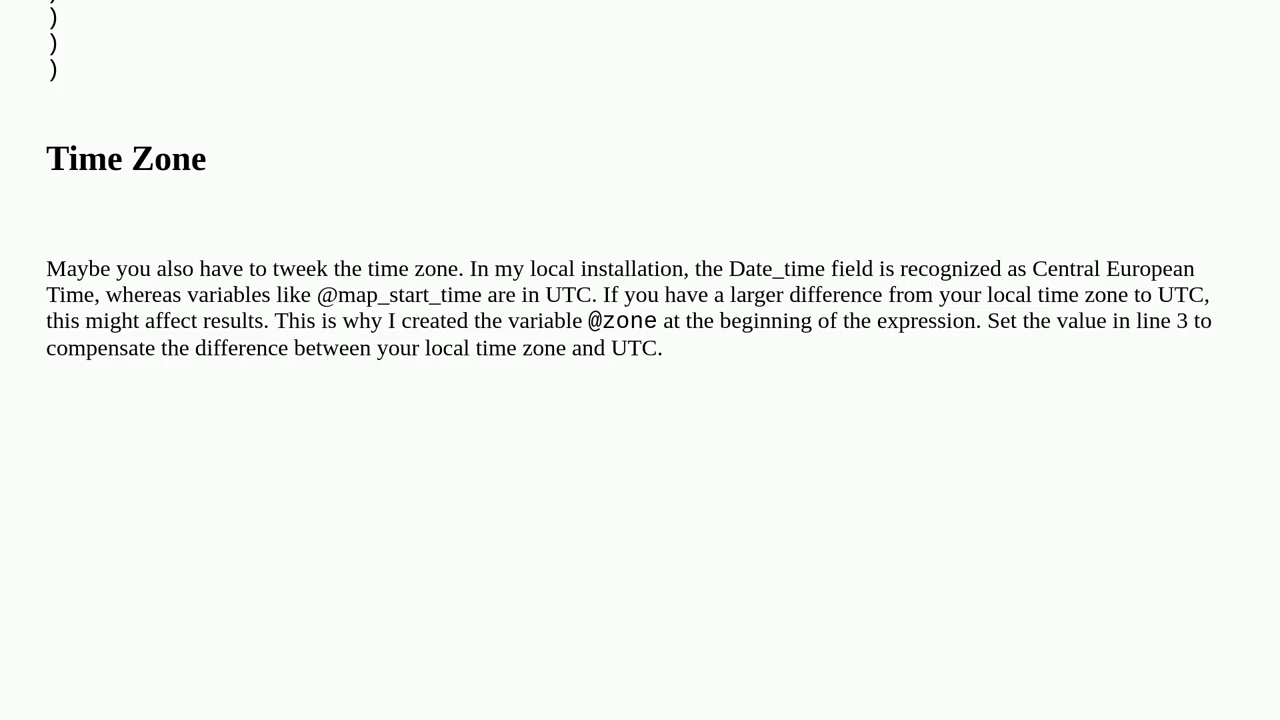 )
)
)
Time Zone
Maybe you also have to tweek the time zone. In my local installation, the Date_time field is recognized as Central European
Time, whereas variables like @map_start_time are in UTC. If you have a larger difference from your local time zone to UTC,
this might affect results. This is why I created the variable @zone at the beginning of the expression. Set the value in line 3 to
compensate the difference between your local time zone and UTC.